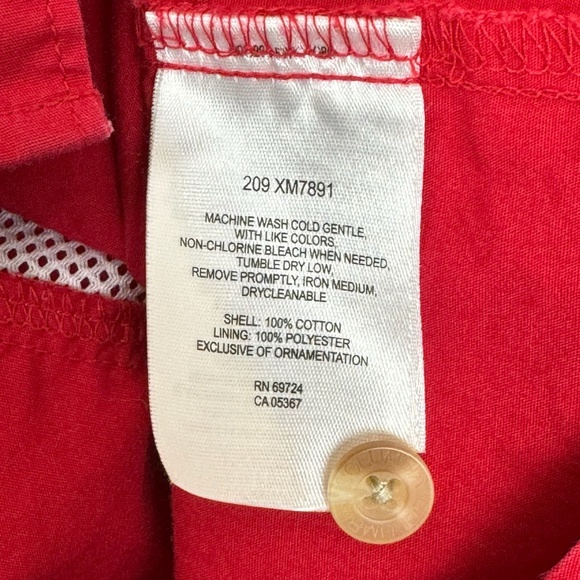 209 XM7891
MACHINE WASH COLD GENTLE,
WITH LIKE COLORS.
NON-CHLORINE BLEACH WHEN NEEDED,
TUMBLE DRY LOW,
REMOVE PROMPTLY, IRON MEDIUM,
DRYCLEANABLE
SHELL: 100% COTTON
LINING: 100% POLYESTER
EXCLUSIVE OF ORNAMENTATION
RN 69724
CA 05367